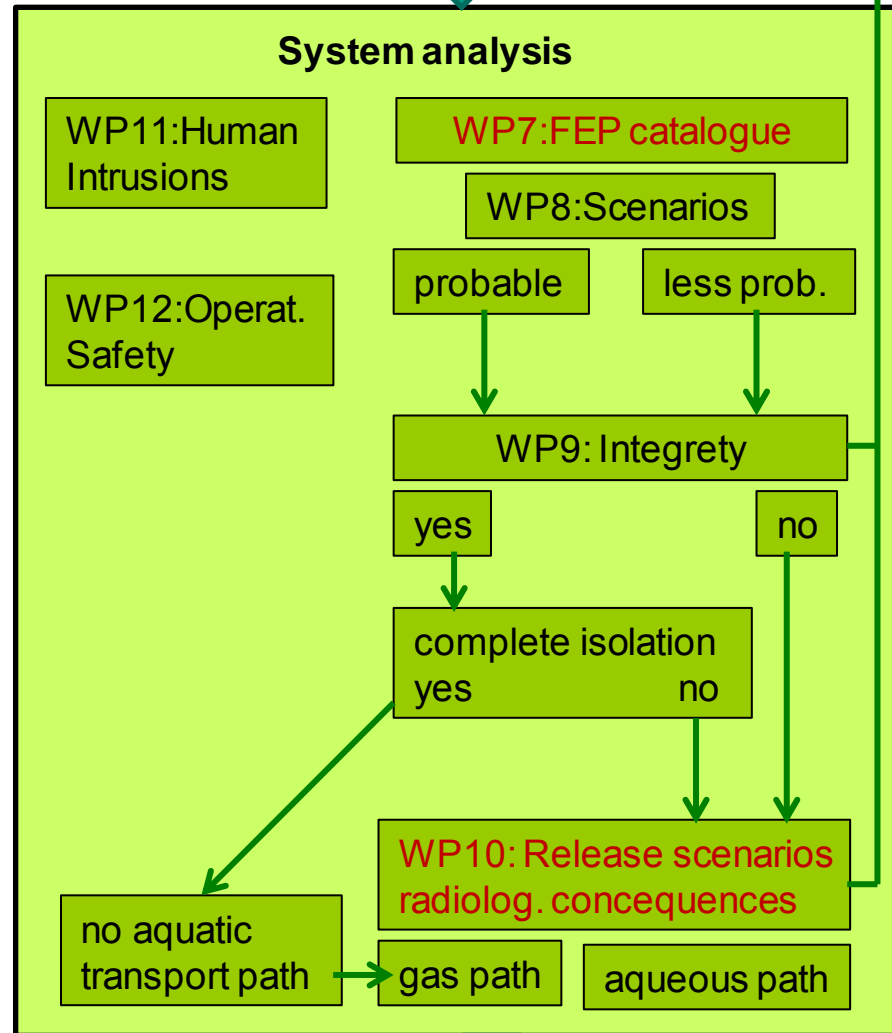 System analysis
WP11:Human
Intrusions
WP7:FEP catalogue
WP8:Scenarios
WP12:Operat.
Safety
probable
less prob.
WP9: Integrety
yes
no
complete isolation
yes no
WP10: Release scenarios
radiolog. concequences
no aquatic
transport path
gas path
aqueous path